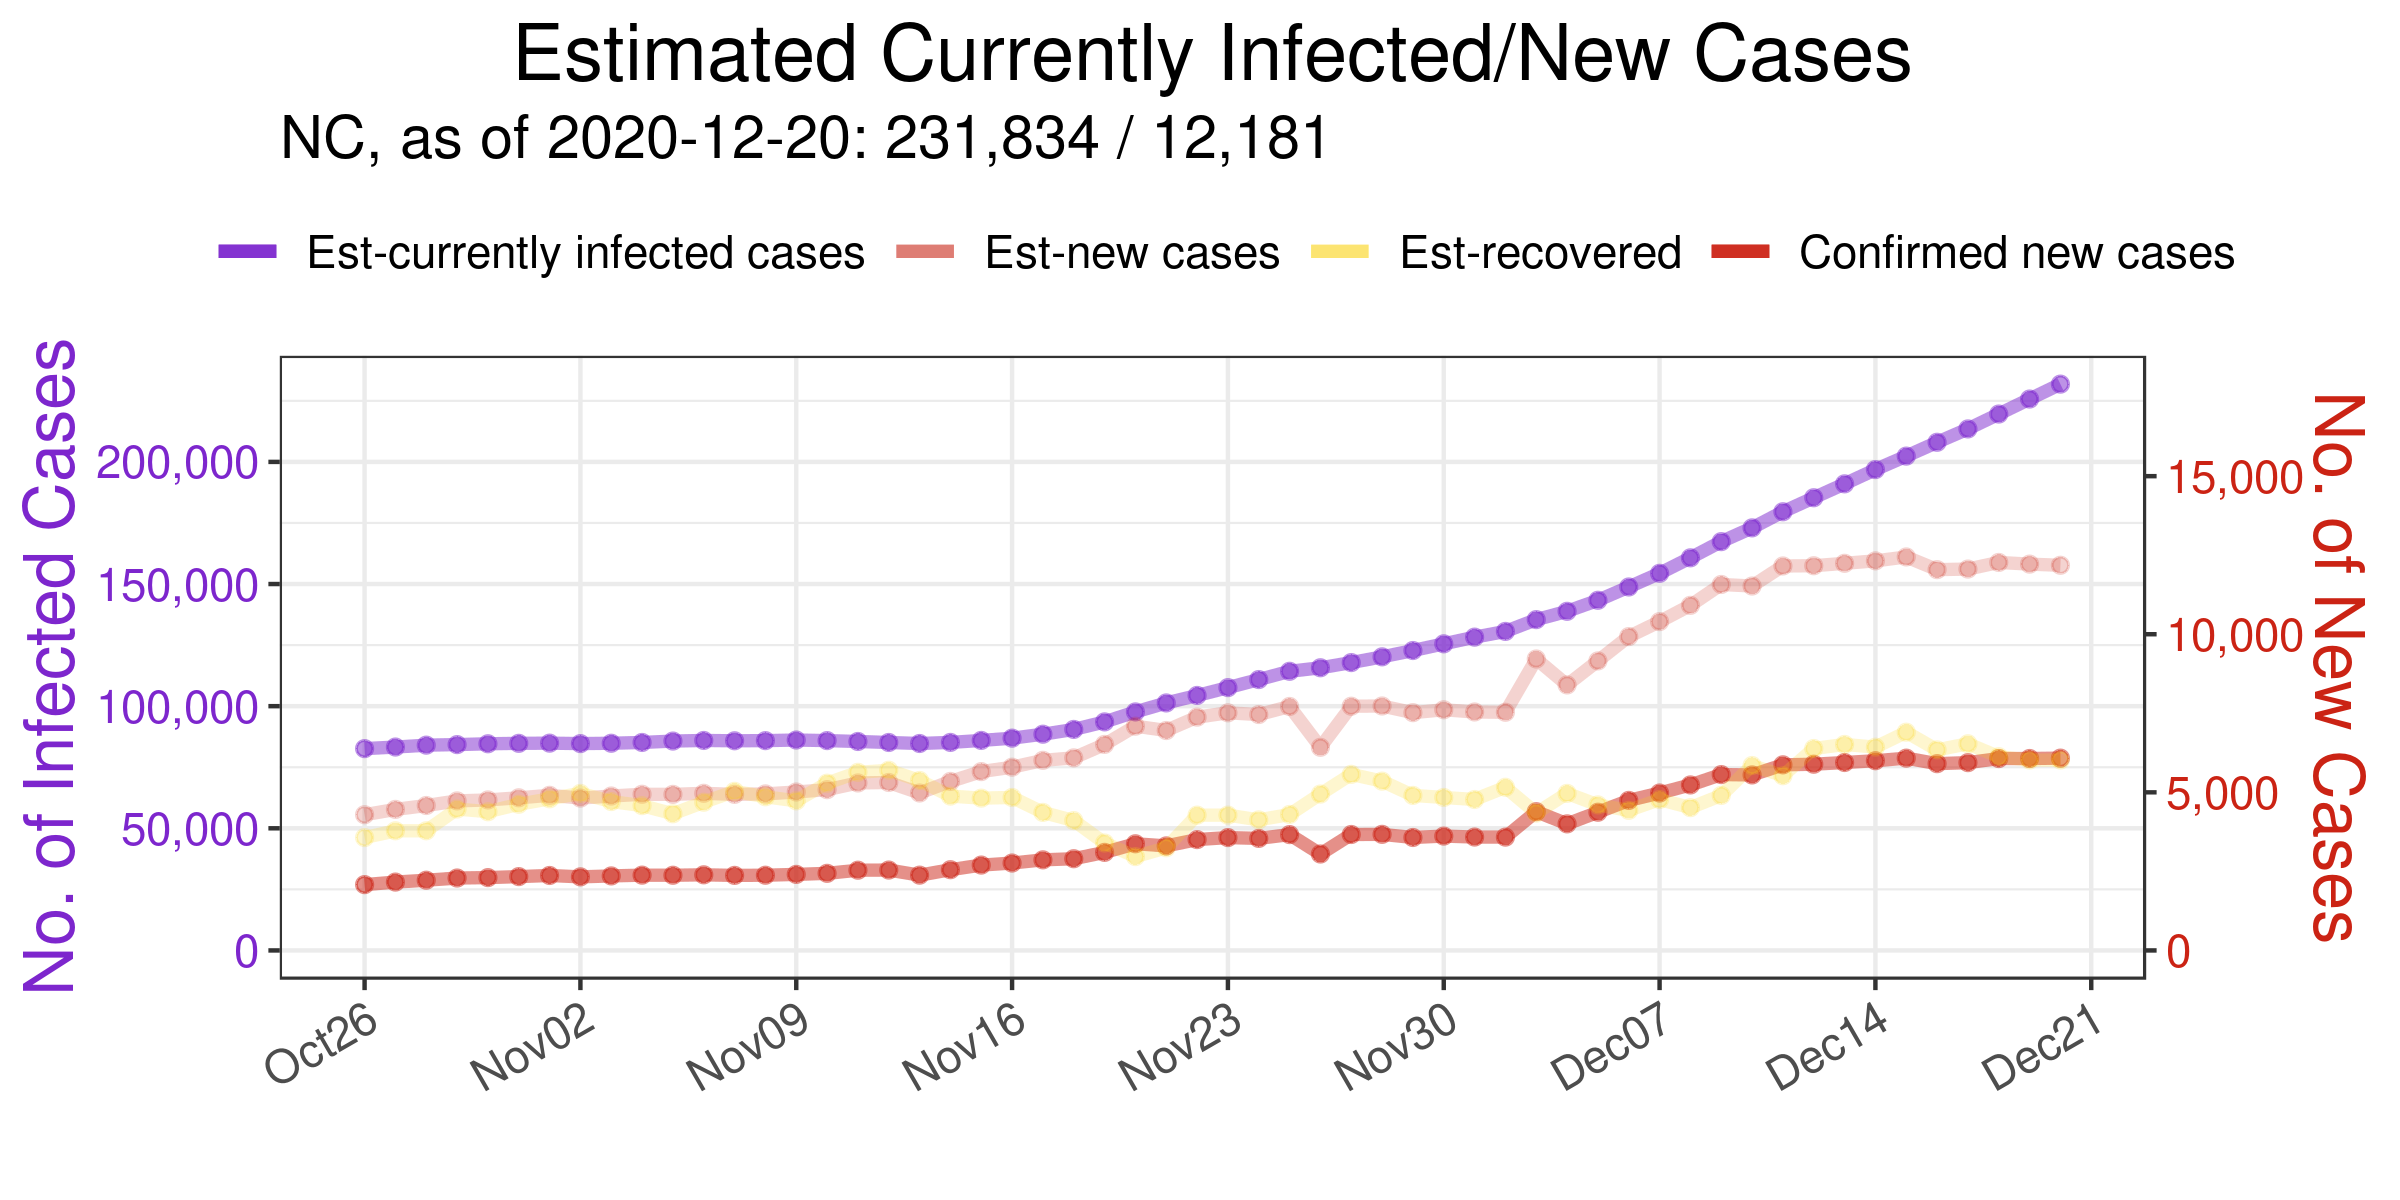 Estimated Currently Infected/New Cases
NC, as of 2020-12-20: 231,834 / 12,181
Est-currently infected cases Est-new cases Est-recovered Confirmed new cases
No. of Infected Cases
200,000
150,000
100,000
50,000
0
15,000
10,000
5,000
0
No. of New Cases
Oct26 Nov02 Nov09 Nov16 Nov23 Nov30 Dec07 Dec14 Dec21